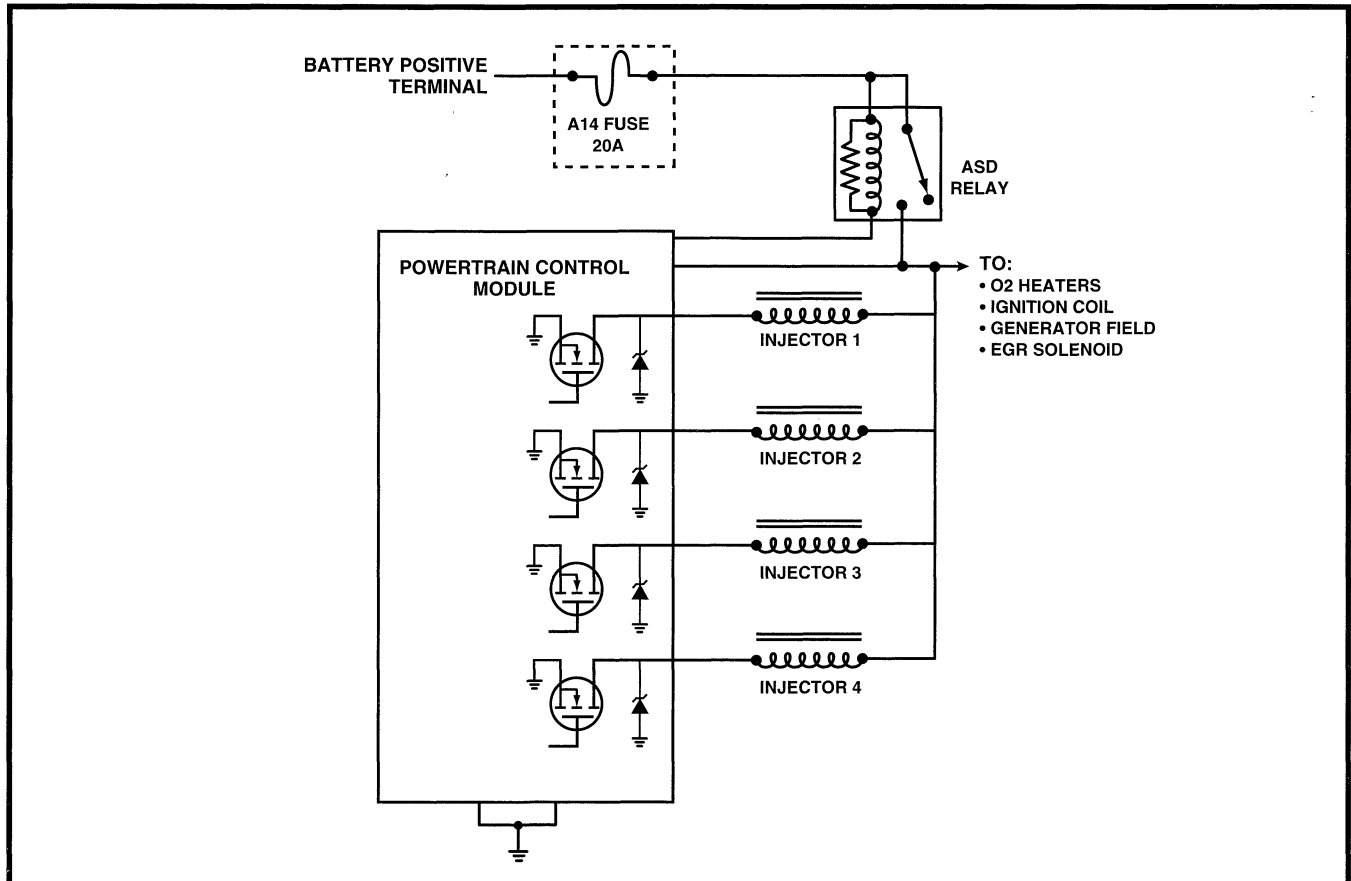 BATTERY POSITIVE
TERMINAL
A14 FUSE
20A
ASD
RELAY
POWERTRAIN CONTROL
MODULE
TO:
• O2 HEATERS
• IGNITION COIL
• GENERATOR FIELD
• EGR SOLENOID
INJECTOR 1
INJECTOR 2
INJECTOR 3
INJECTOR 4